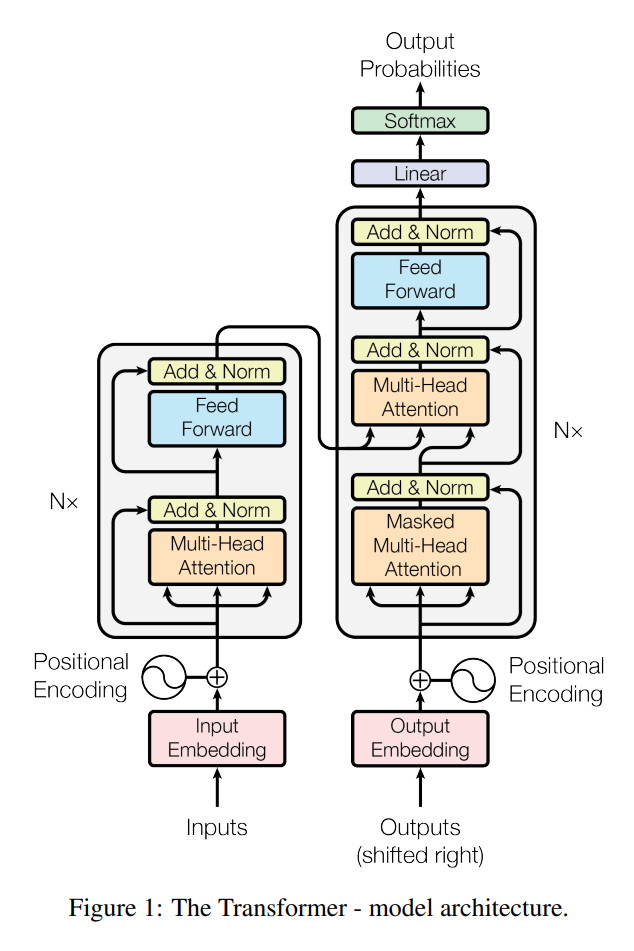 Output
Probabilities
Softmax
Linear
Add & Norm
Feed
Forward
Add & Norm
Multi-Head
Attention
Add & Norm
Masked
Multi-Head
Attention
N×
Add & Norm
Feed
Forward
Add & Norm
Multi-Head
Attention
N×
Positional
Encoding
Positional
Encoding
Input
Embedding
Output
Embedding
Inputs
Outputs
(shifted right)
Figure 1: The Transformer - model architecture.